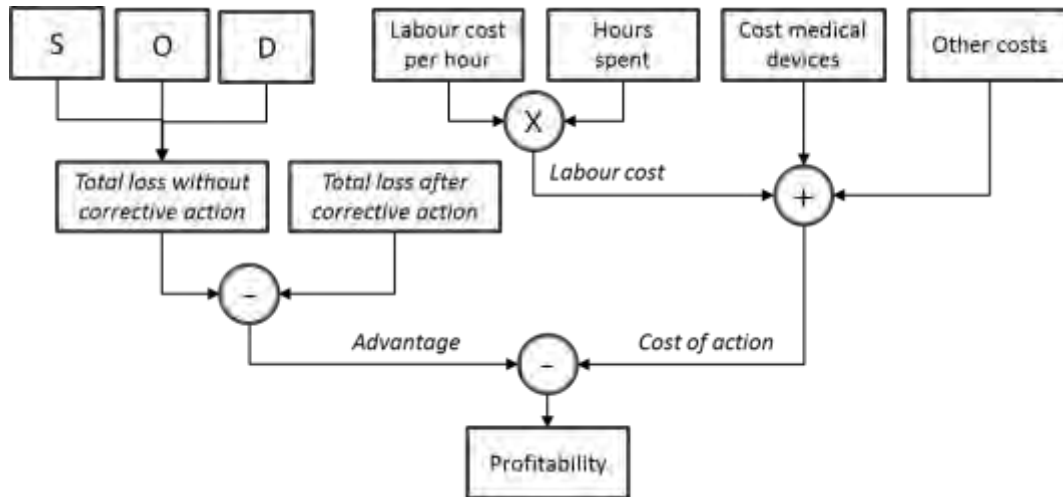 S
O
D
Labour cost
per hour
Hours
spent
Cost medical
devices
Other costs
X
Total loss without
corrective action
Total loss after
corrective action
Labour cost
+
-
Advantage
-
Cost of action
Profitability